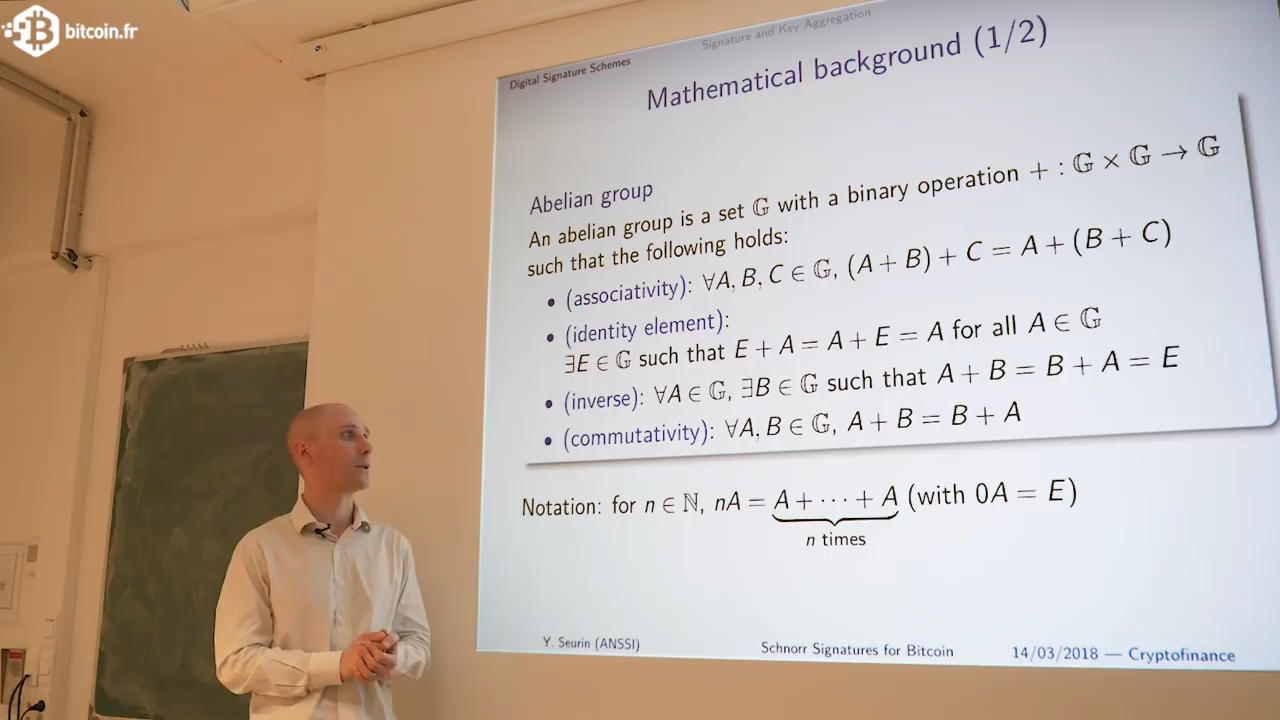 bitcoin.fr
Digital Signature Schemes
Signature and Key Aggregation
Mathematical background (1/2)
Abelian group
An abelian group is a set 𝔾 with a binary operation + : 𝔾 × 𝔾 → 𝔾
such that the following holds:
• (associativity): ∀A, B, C ∈ 𝔾, (A + B) + C = A + (B + C)
• (identity element):
∃E ∈ 𝔾 such that E + A = A + E = A for all A ∈ 𝔾
• (inverse): ∀A ∈ 𝔾, ∃B ∈ 𝔾 such that A + B = B + A = E
• (commutativity): ∀A, B ∈ 𝔾, A + B = B + A
Notation: for n ∈ ℕ, nA = A + ⋯ + A (with 0A = E)
n times
Y. Seurin (ANSSI)
Schnorr Signatures for Bitcoin
14/03/2018 — Cryptofinance